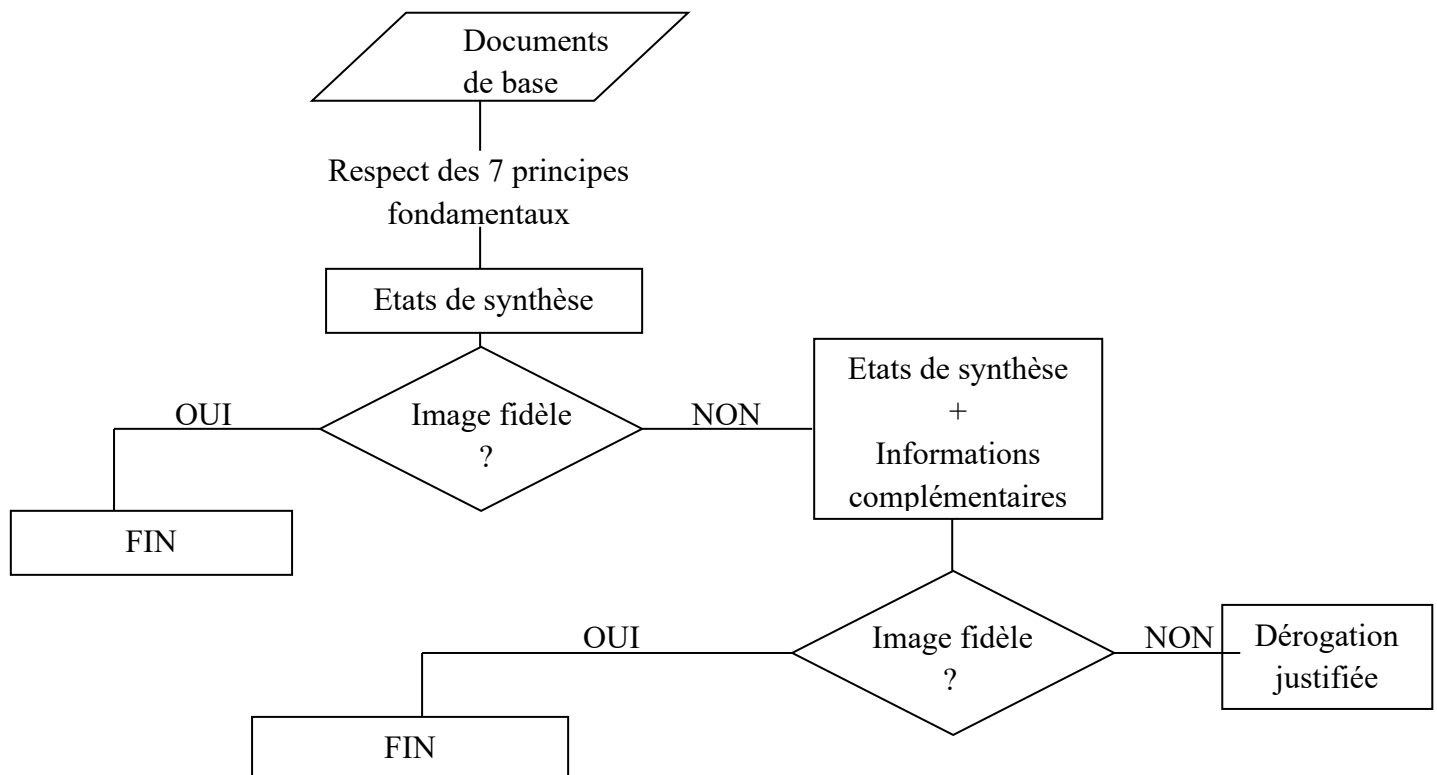 Documents
de base
Respect des 7 principes
fondamentaux
Etats de synthèse
OUI
Image fidèle
?
NON
Etats de synthèse
+
Informations
complémentaires
FIN
OUI
Image fidèle
?
NON
Dérogation
justifiée
FIN